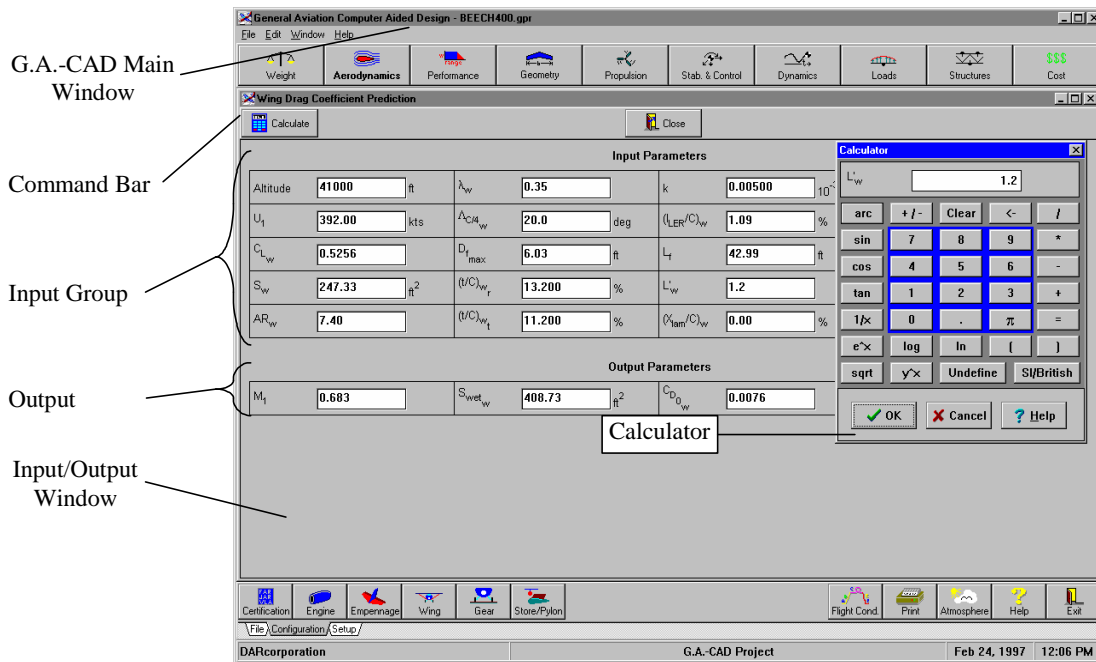 General Aviation Computer Aided Design - BEECH400.gpr
File Edit Window Help
Weight Aerodynamics Performance Geometry Propulsion Stab. & Control Dynamics Loads Structures $$$ Cost
G.A.-CAD Main
Window
Wing Drag Coefficient Prediction
Calculate Close
Command Bar
Input Parameters
Altitude 41000 ft λw 0.35 k 0.00500 10
U1 392.00 kts ΛC/4w 20.0 deg (lLER/C)w 1.09 %
CLw 0.5256 Dfmax 6.03 ft Lf 42.99 ft
Input Group
Sw 247.33 ft2 (t/C)wr 13.200 % L'w 1.2
ARw 7.40 (t/C)wt 11.200 % (Xlam/C)w 0.00 %
Output Parameters
Output
M1 0.683 Swetw 408.73 ft2 CD0w 0.0076
Calculator
L'w 1.2
arc + / - Clear <- /
sin 7 8 9 *
cos 4 5 6 -
tan 1 2 3 +
1/x 0 . π =
e^x log ln ( )
sqrt y^x Undefine SI/British
OK Cancel ? Help
Calculator
Input/Output
Window
Certification Engine Empennage Wing Gear Store/Pylon Flight Cond. Print Atmosphere Help Exit
File Configuration Setup
DARcorporation G.A.-CAD Project Feb 24, 1997 12:06 PM